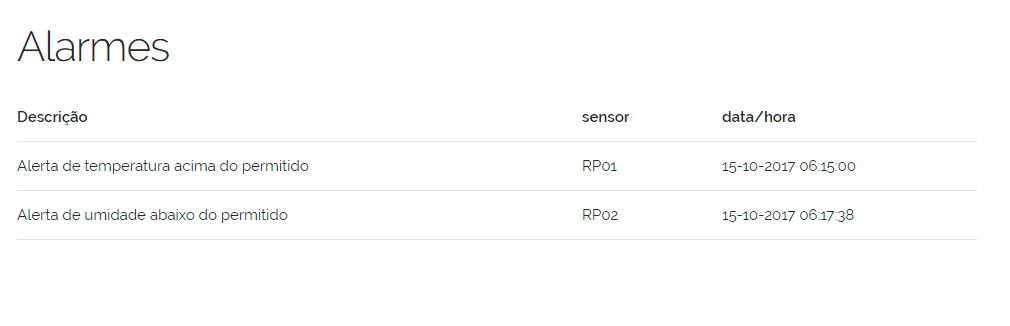 Alarmes
Descrição sensor data/hora
Alerta de temperatura acima do permitido RP01 15-10-2017 06:15:00
Alerta de umidade abaixo do permitido RP02 15-10-2017 06:17:38